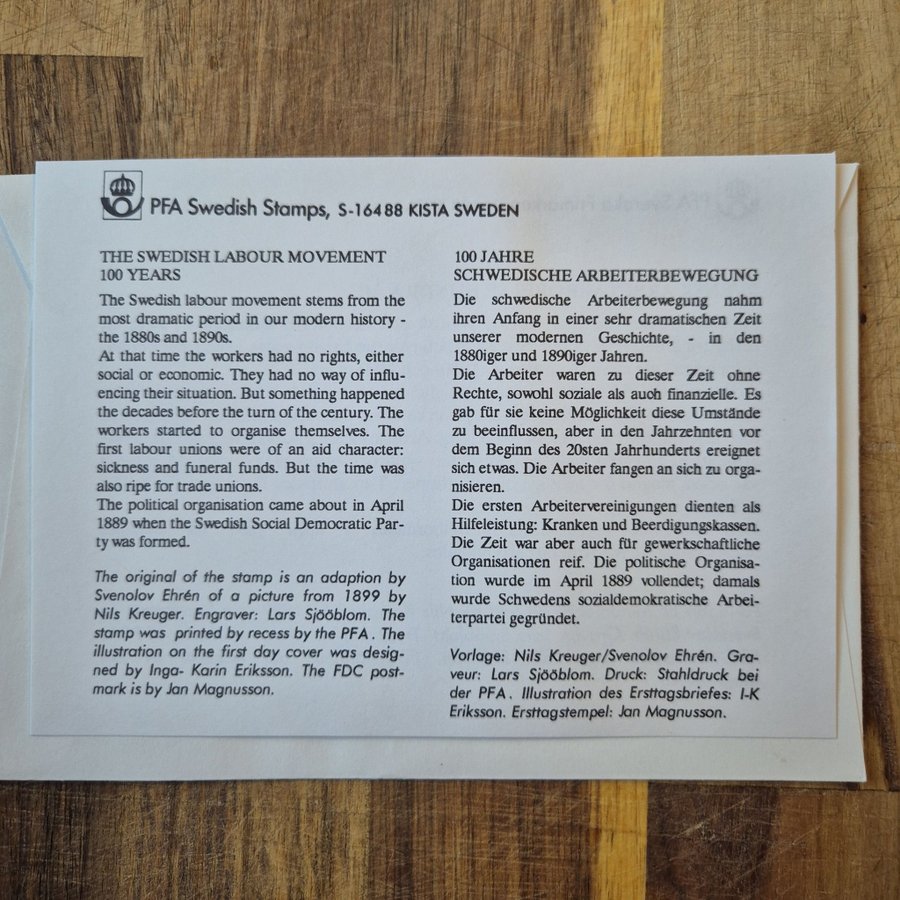 PFA Swedish Stamps, S-164 88 KISTA SWEDEN
THE SWEDISH LABOUR MOVEMENT
100 YEARS
The Swedish labour movement stems from the
most dramatic period in our modern history -
the 1880s and 1890s.
At that time the workers had no rights, either
social or economic. They had no way of influ-
encing their situation. But something happened
the decades before the turn of the century. The
workers started to organise themselves. The
first labour unions were of an aid character:
sickness and funeral funds. But the time was
also ripe for trade unions.
The political organisation came about in April
1889 when the Swedish Social Democratic Par-
ty was formed.
The original of the stamp is an adaption by
Svenolov Ehrén of a picture from 1899 by
Nils Kreuger. Engraver: Lars Sjööblom. The
stamp was printed by recess by the PFA. The
illustration on the first day cover was desig-
ned by Inga- Karin Eriksson. The FDC post-
mark is by Jan Magnusson.
100 JAHRE
SCHWEDISCHE ARBEITERBEWEGUNG
Die schwedische Arbeiterbewegung nahm
ihren Anfang in einer sehr dramatischen Zeit
unserer modernen Geschichte, - in den
1880iger und 1890iger Jahren.
Die Arbeiter waren zu dieser Zeit ohne
Rechte, sowohl soziale als auch finanzielle. Es
gab für sie keine Möglichkeit diese Umstände
zu beeinflussen, aber in den Jahrzehnten vor
dem Beginn des 20sten Jahrhunderts ereignet
sich etwas. Die Arbeiter fangen an sich zu orga-
nisieren.
Die ersten Arbeitervereinigungen dienten als
Hilfeleistung: Kranken und Beerdigungskassen.
Die Zeit war aber auch für gewerkschaftliche
Organisationen reif. Die politische Organisa-
tion wurde im April 1889 vollendet; damals
wurde Schwedens sozialdemokratische Arbei-
terpartei gegründet.
Vorlage: Nils Kreuger/Svenolov Ehrén. Gra-
veur: Lars Sjööblom. Druck: Stahldruck bei
der PFA. Illustration des Ersttagsbriefes: I-K
Eriksson. Ersttagstempel: Jan Magnusson.